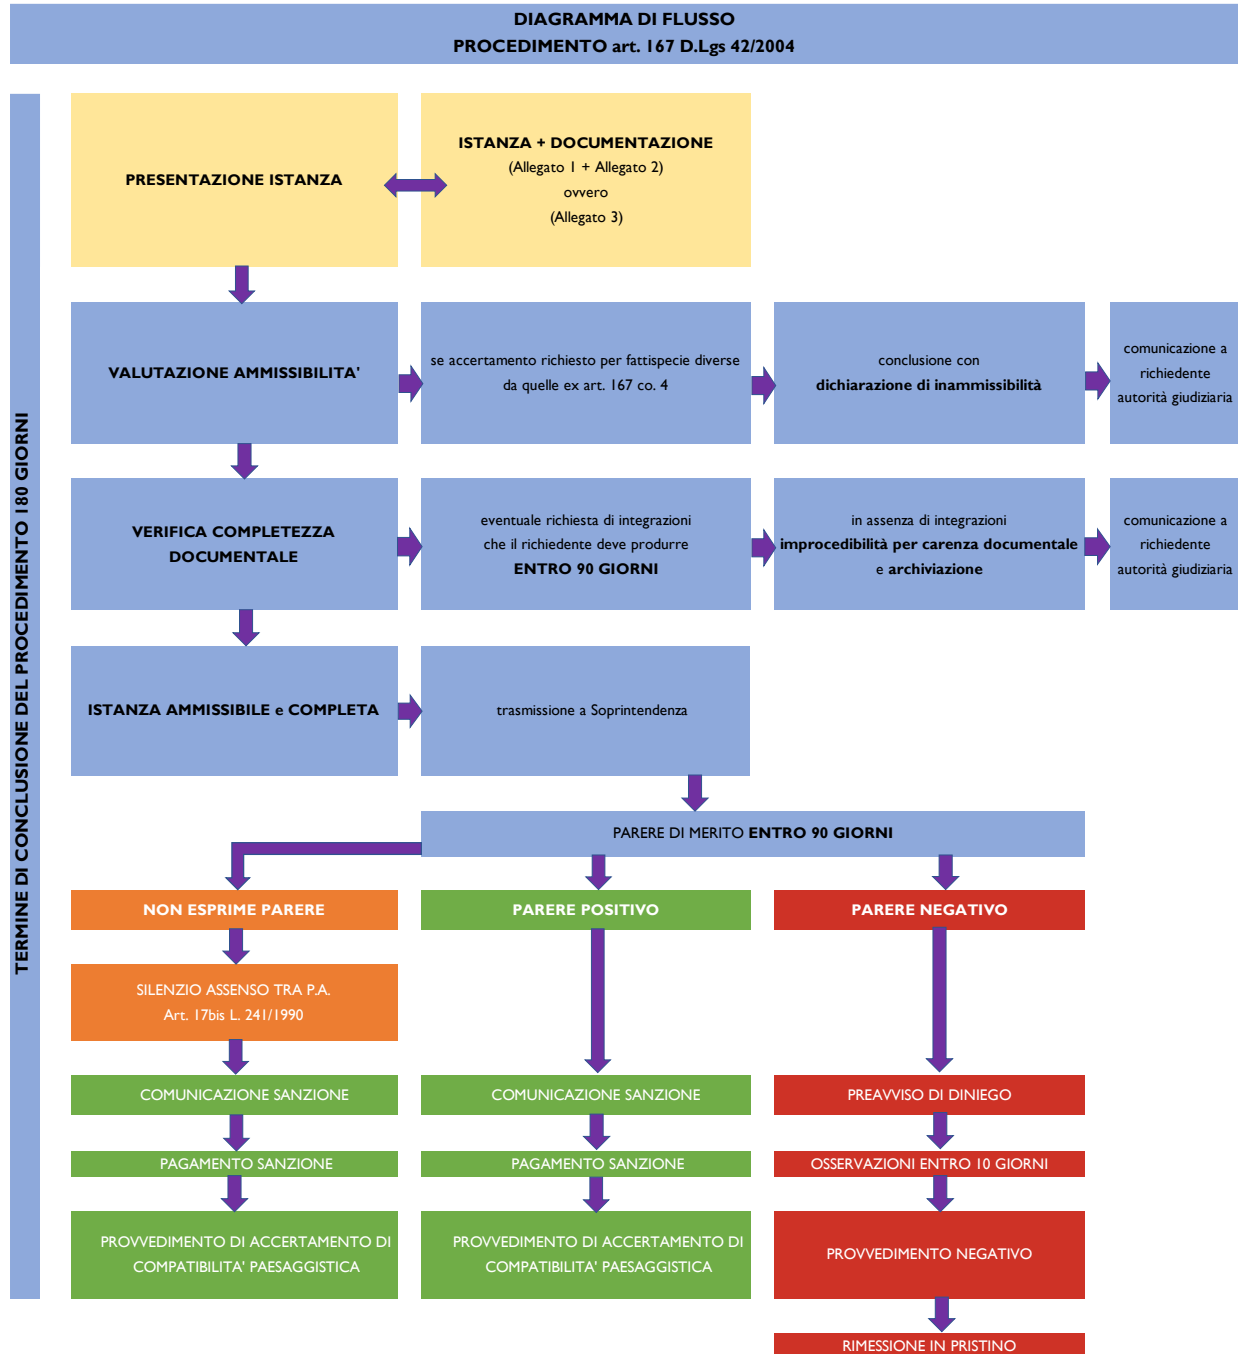 DIAGRAMMA DI FLUSSO
PROCEDIMENTO art. 167 D.Lgs 42/2004
TERMINE DI CONCLUSIONE DEL PROCEDIMENTO 180 GIORNI
PRESENTAZIONE ISTANZA
ISTANZA + DOCUMENTAZIONE
(Allegato 1 + Allegato 2)
ovvero
(Allegato 3)
VALUTAZIONE AMMISSIBILITA'
se accertamento richiesto per fattispecie diverse
da quelle ex art. 167 co. 4
conclusione con
dichiarazione di inammissibilità
comunicazione a
richiedente
autorità giudiziaria
VERIFICA COMPLETEZZA
DOCUMENTALE
eventuale richiesta di integrazioni
che il richiedente deve produrre
ENTRO 90 GIORNI
in assenza di integrazioni
improcedibilità per carenza documentale
e archiviazione
comunicazione a
richiedente
autorità giudiziaria
ISTANZA AMMISSIBILE e COMPLETA
trasmissione a Soprintendenza
PARERE DI MERITO ENTRO 90 GIORNI
NON ESPRIME PARERE
PARERE POSITIVO
PARERE NEGATIVO
SILENZIO ASSENSO TRA P.A.
Art. 17bis L. 241/1990
COMUNICAZIONE SANZIONE
COMUNICAZIONE SANZIONE
PREAVVISO DI DINIEGO
PAGAMENTO SANZIONE
PAGAMENTO SANZIONE
OSSERVAZIONI ENTRO 10 GIORNI
PROVVEDIMENTO DI ACCERTAMENTO DI
COMPATIBILITA' PAESAGGISTICA
PROVVEDIMENTO DI ACCERTAMENTO DI
COMPATIBILITA' PAESAGGISTICA
PROVVEDIMENTO NEGATIVO
RIMESSIONE IN PRISTINO